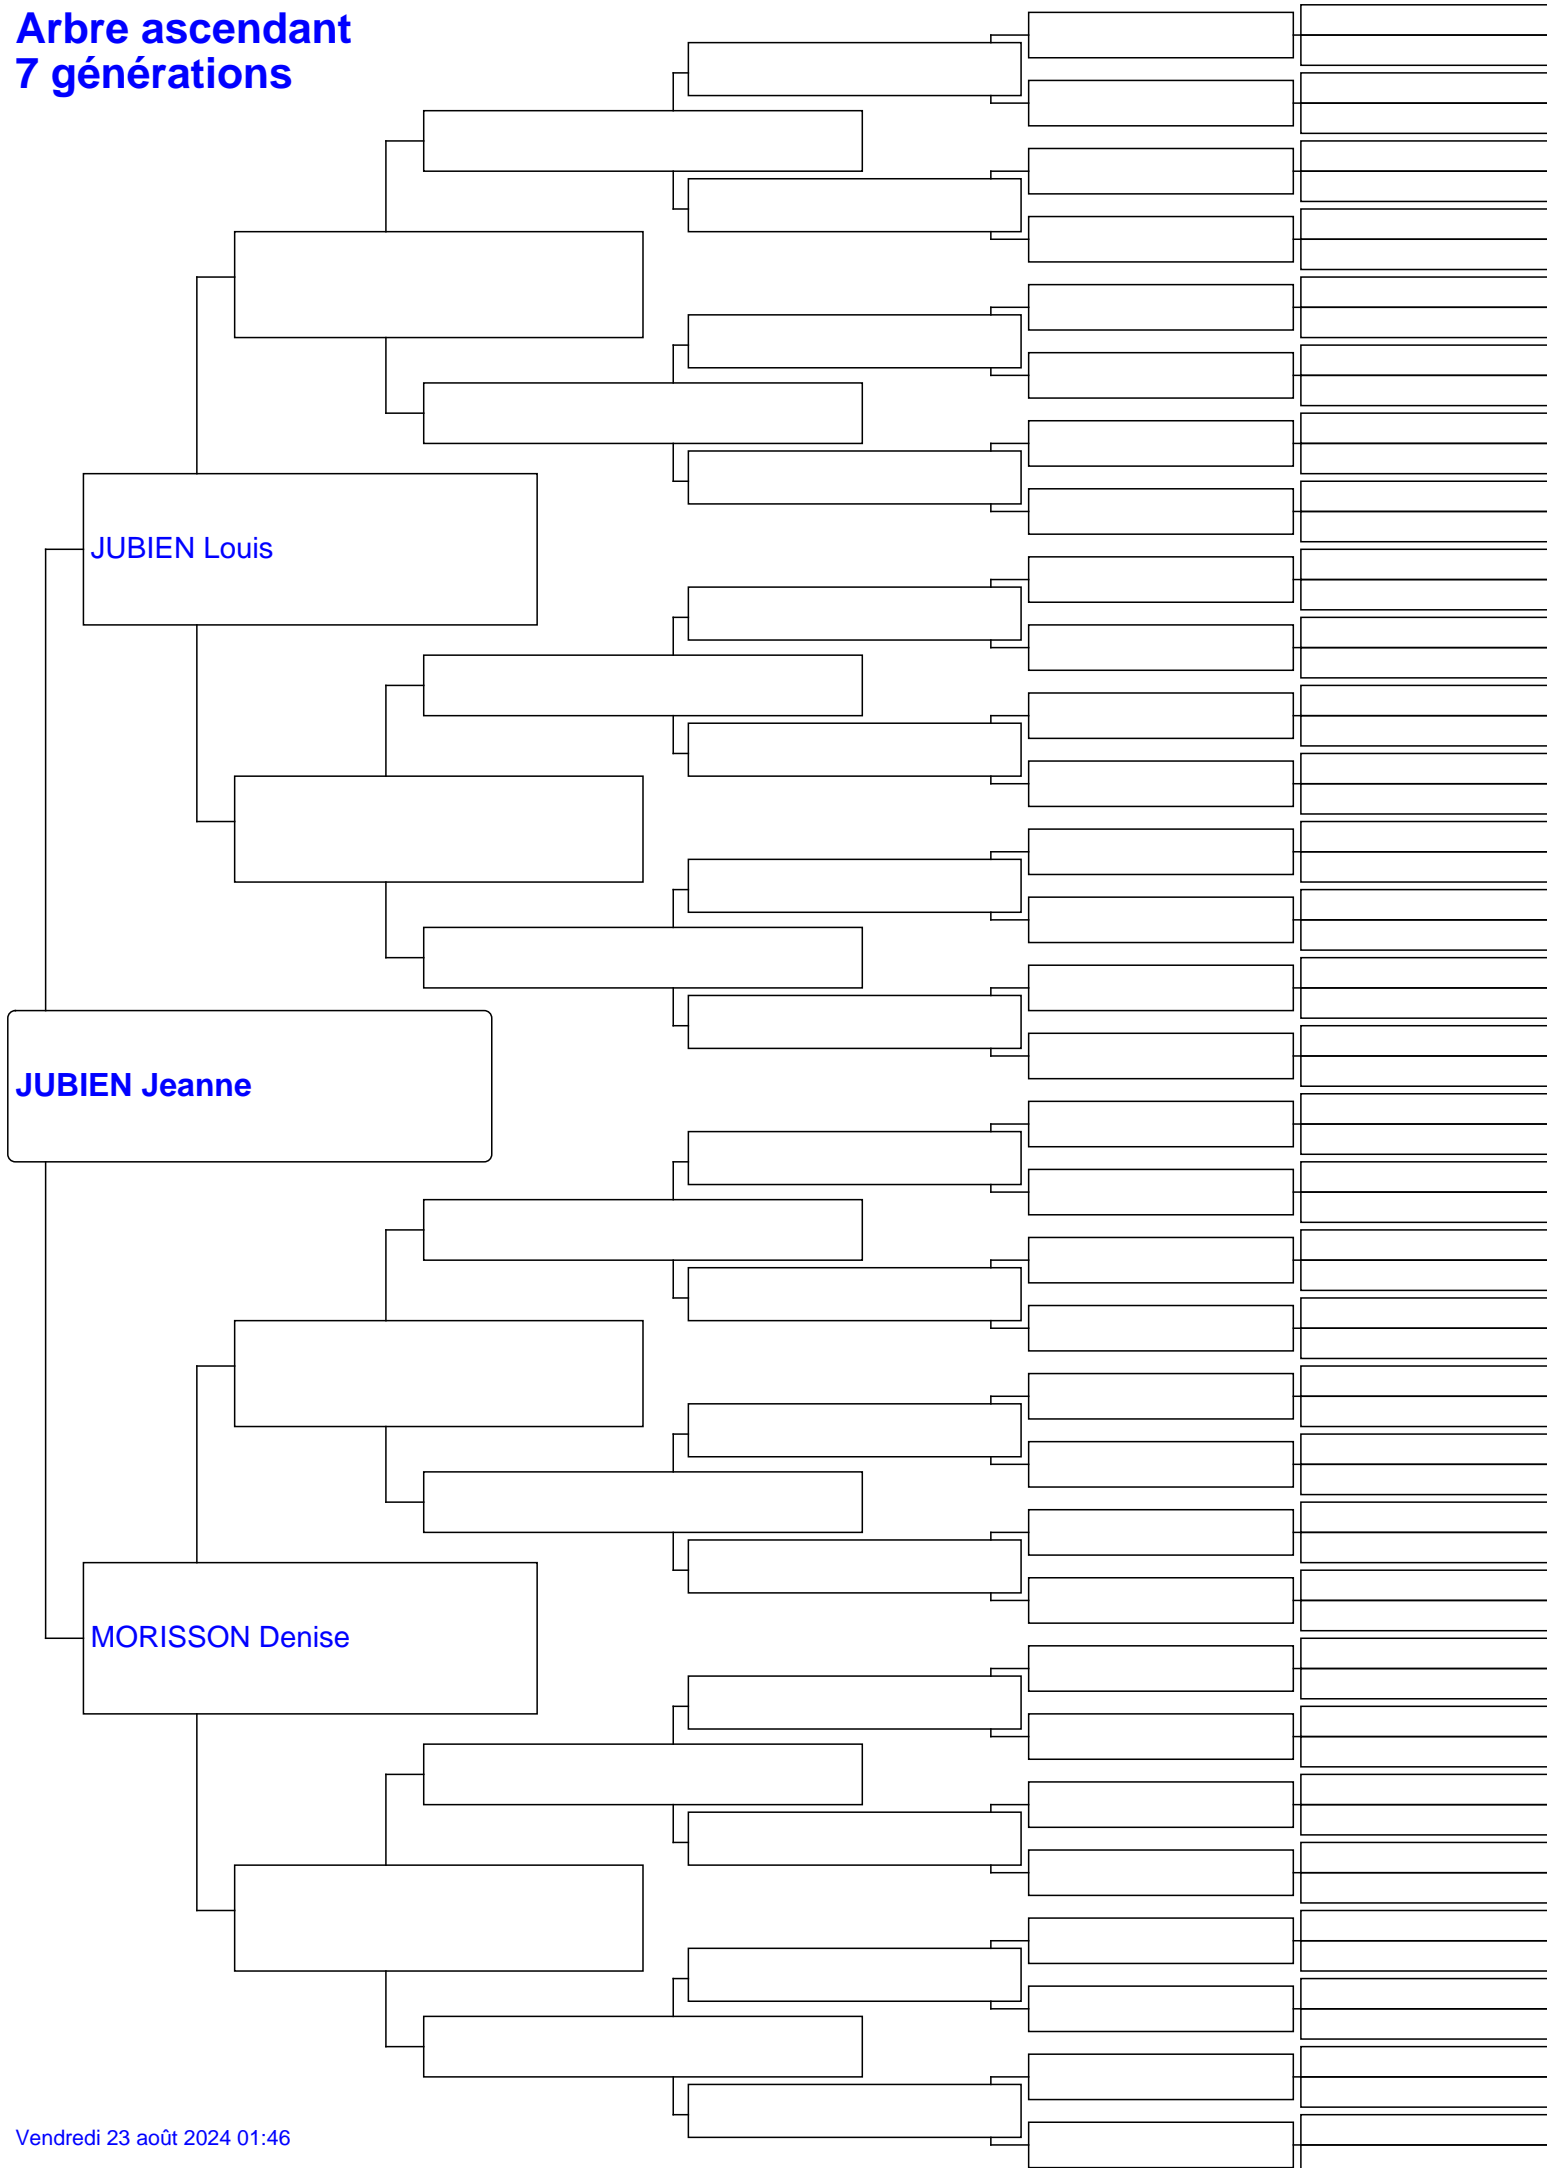 Arbre ascendant
7 générations
JUBIEN Louis
JUBIEN Jeanne
MORISSON Denise
Vendredi 23 août 2024 01:46